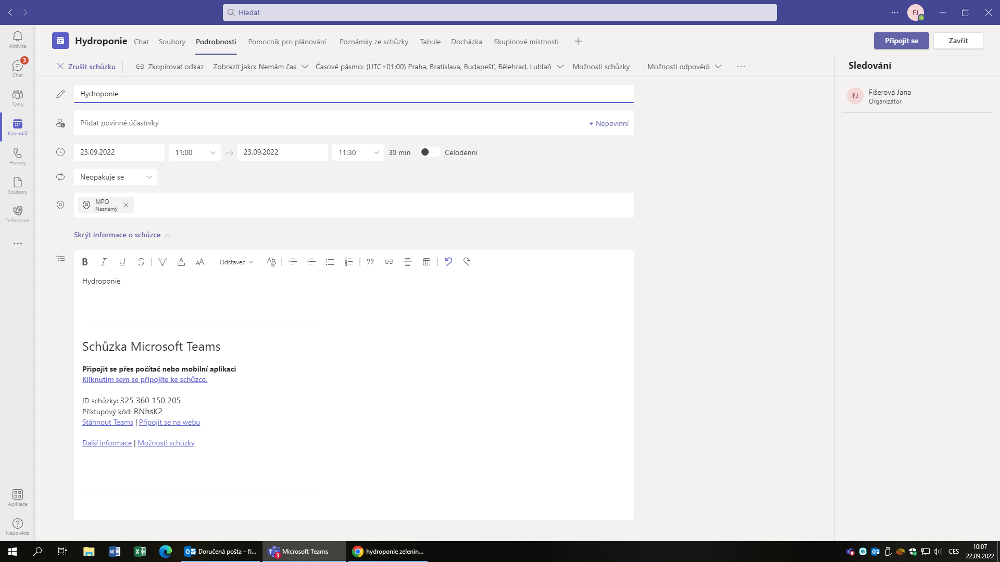 Hledat
FJ
Aktivita
3
Chat
Týmy
Kalendář
Hovory
Soubory
TelSeznam
Aplikace
Nápověda
Hydroponie Chat Soubory Podrobnosti Pomocník pro plánování Poznámky ze schůzky Tabule Docházka Skupinové místnosti
Připojit se Zavřít
Zrušit schůzku Zkopírovat odkaz Zobrazit jako: Nemám čas Časové pásmo: (UTC+01:00) Praha, Bratislava, Budapešť, Bělehrad, Lublaň Možnosti schůzky Možnosti odpovědi
Hydroponie
Přidat povinné účastníky + Nepovinní
23.09.2022 11:00 23.09.2022 11:30 30 min Celodenní
Neopakuje se
MPO
Neznámý
Skrýt informace o schůzce
Odstavec
Hydroponie
Schůzka Microsoft Teams
Připojit se přes počítač nebo mobilní aplikaci
Kliknutím sem se připojíte ke schůzce.
ID schůzky: 325 360 150 205
Přístupový kód: RNhsK2
Stáhnout Teams | Připojit se na webu
Další informace | Možnosti schůzky
Sledování
FJ
Fišerová Jana
Organizátor
Doručená pošta – fi...
3
Microsoft Teams
hydroponie zelenin...
CES
10:07
22.09.2022